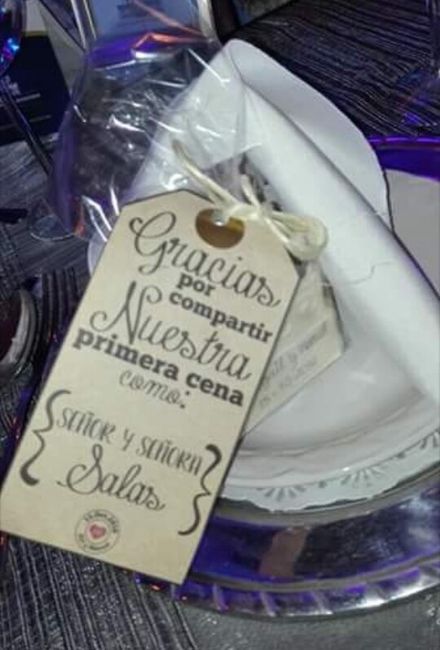 Gracias
por
compartir
Nuestra
primera cena
como:
SEÑOR Y SEÑORA
Salas